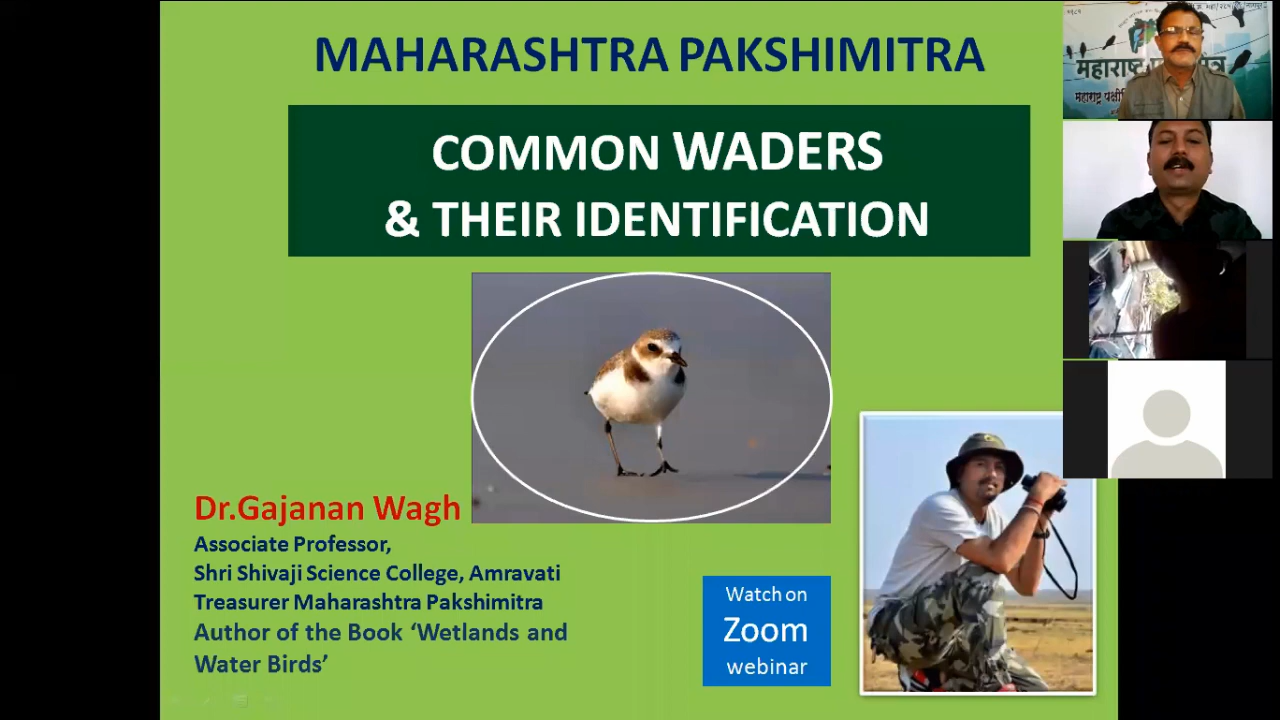 MAHARASHTRA PAKSHIMITRA
COMMON WADERS
& THEIR IDENTIFICATION
Dr.Gajanan Wagh
Associate Professor,
Shri Shivaji Science College, Amravati
Treasurer Maharashtra Pakshimitra
Author of the Book ‘Wetlands and
Water Birds’
Watch on
Zoom
webinar
महाराष्ट्र
महाराष्ट्र